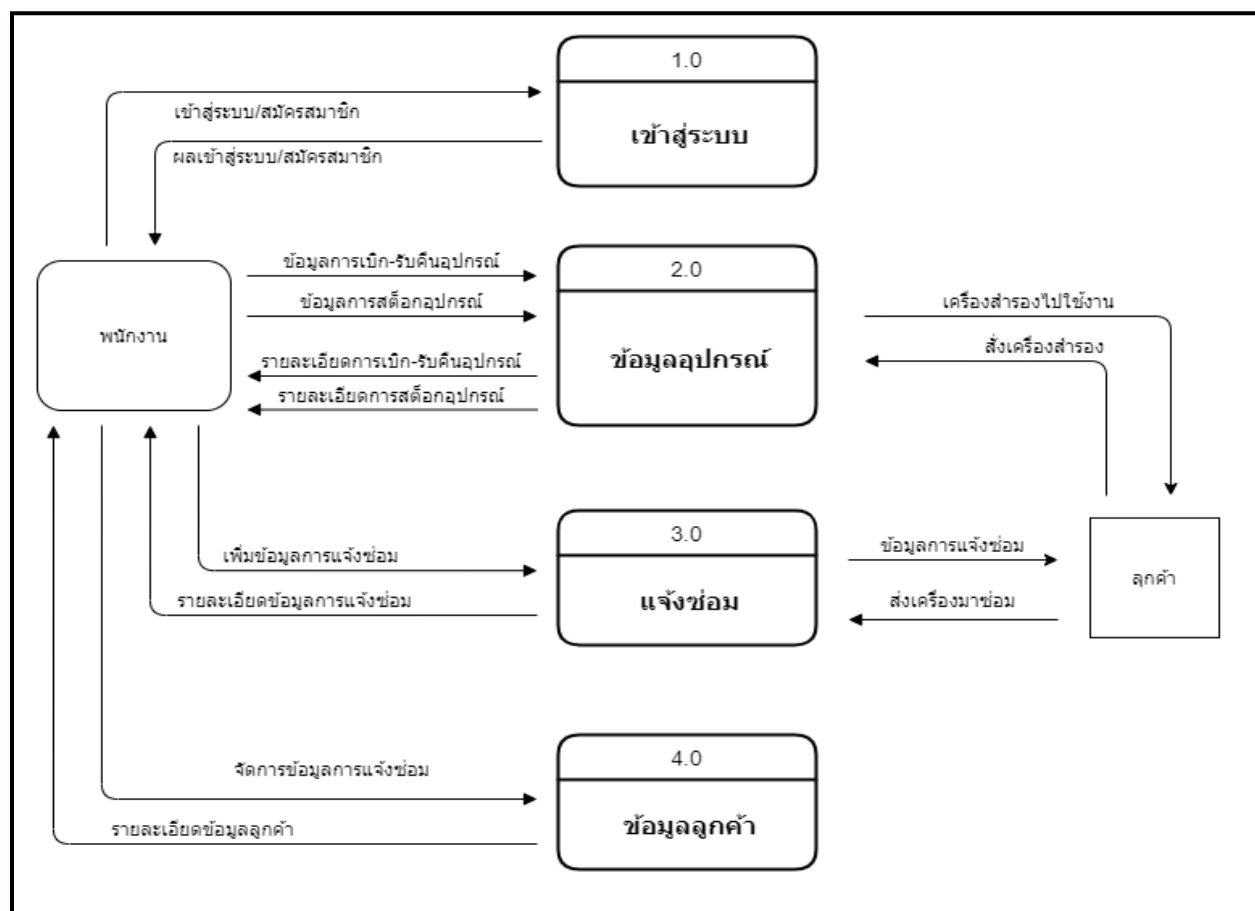 1.0
เข้าสู่ระบบ
เข้าสู่ระบบ/สมัครสมาชิก
ผลเข้าสู่ระบบ/สมัครสมาชิก
พนักงาน
ข้อมูลการเบิก-รับคืนอุปกรณ์
ข้อมูลการสต็อกอุปกรณ์
รายละเอียดการเบิก-รับคืนอุปกรณ์
รายละเอียดการสต็อกอุปกรณ์
2.0
ข้อมูลอุปกรณ์
เครื่องสำรองไปใช้งาน
สั่งเครื่องสำรอง
เพิ่มข้อมูลการแจ้งซ่อม
รายละเอียดข้อมูลการแจ้งซ่อม
3.0
แจ้งซ่อม
ข้อมูลการแจ้งซ่อม
ส่งเครื่องมาซ่อม
ลุกค้า
จัดการข้อมูลการแจ้งซ่อม
รายละเอียดข้อมูลลูกค้า
4.0
ข้อมูลลูกค้า